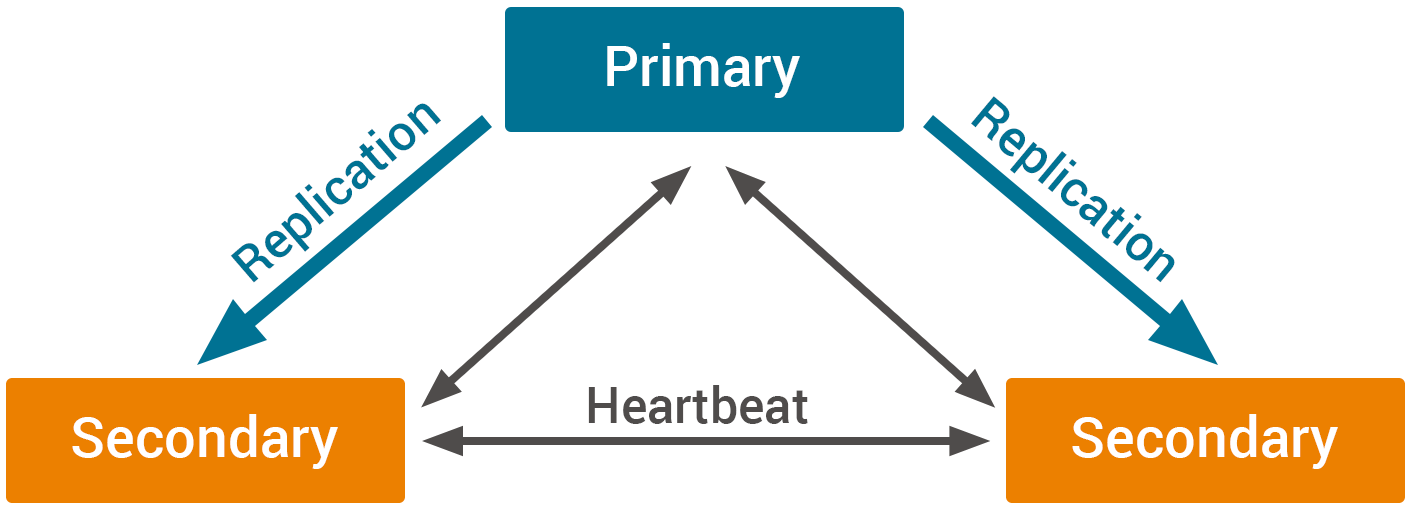 Primary
Replication
Replication
Heartbeat
Secondary
Secondary